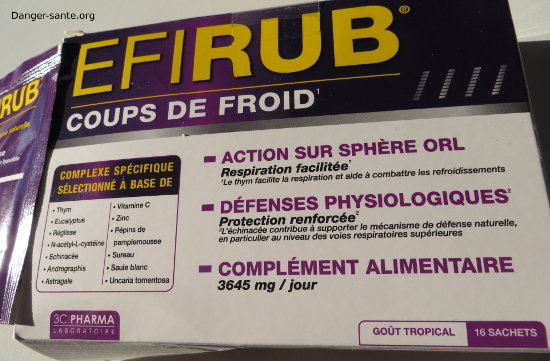 Danger-sante.org
EFIRUB®
COUPS DE FROID¹
RUB
COMPLEXE SPÉCIFIQUE
SÉLECTIONNÉ À BASE DE
• Thym
• Eucalyptus
• Réglisse
• N-acétyl-L-cystéine
• Echinacée
• Andrographis
• Astragale
• Vitamine C
• Zinc
• Pépins de
pamplemousse
• Sureau
• Saule blanc
• Uncaria tomentosa
ACTION SUR SPHÈRE ORL
Respiration facilitée¹
¹Le thym facilite la respiration et aide à combattre les refroidissements
DÉFENSES PHYSIOLOGIQUES²
Protection renforcée²
²L'échinacée contribue à supporter le mécanisme de défense naturelle,
en particulier au niveau des voies respiratoires supérieures
COMPLÉMENT ALIMENTAIRE
3645 mg / jour
3C PHARMA
LABORATOIRE
GOÛT TROPICAL 16 SACHETS